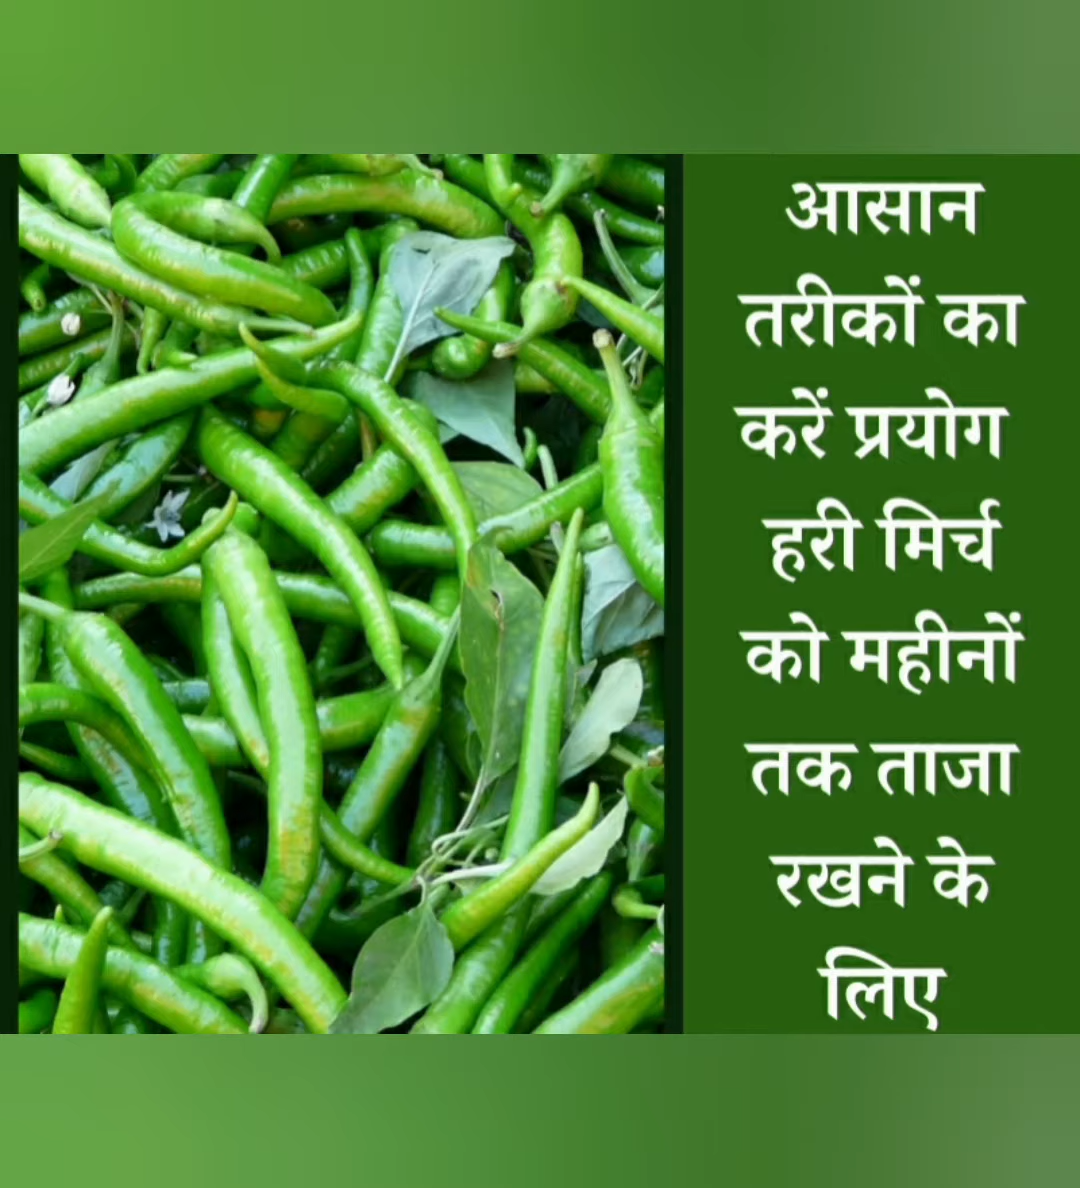 आसान
तरीकों का
करें प्रयोग
हरी मिर्च
को महीनों
तक ताजा
रखने के
लिए